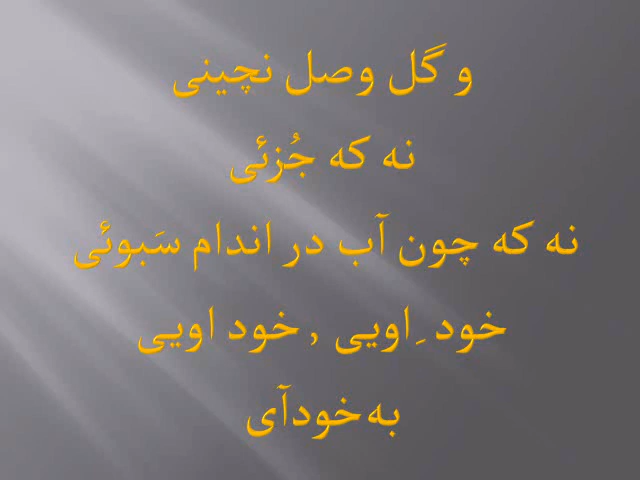 و گل وصل نچینی
نه که جُزئی
نه که چون آب در اندام سَبوئی
خود ِاویی , خود اویی
به‌خودآی